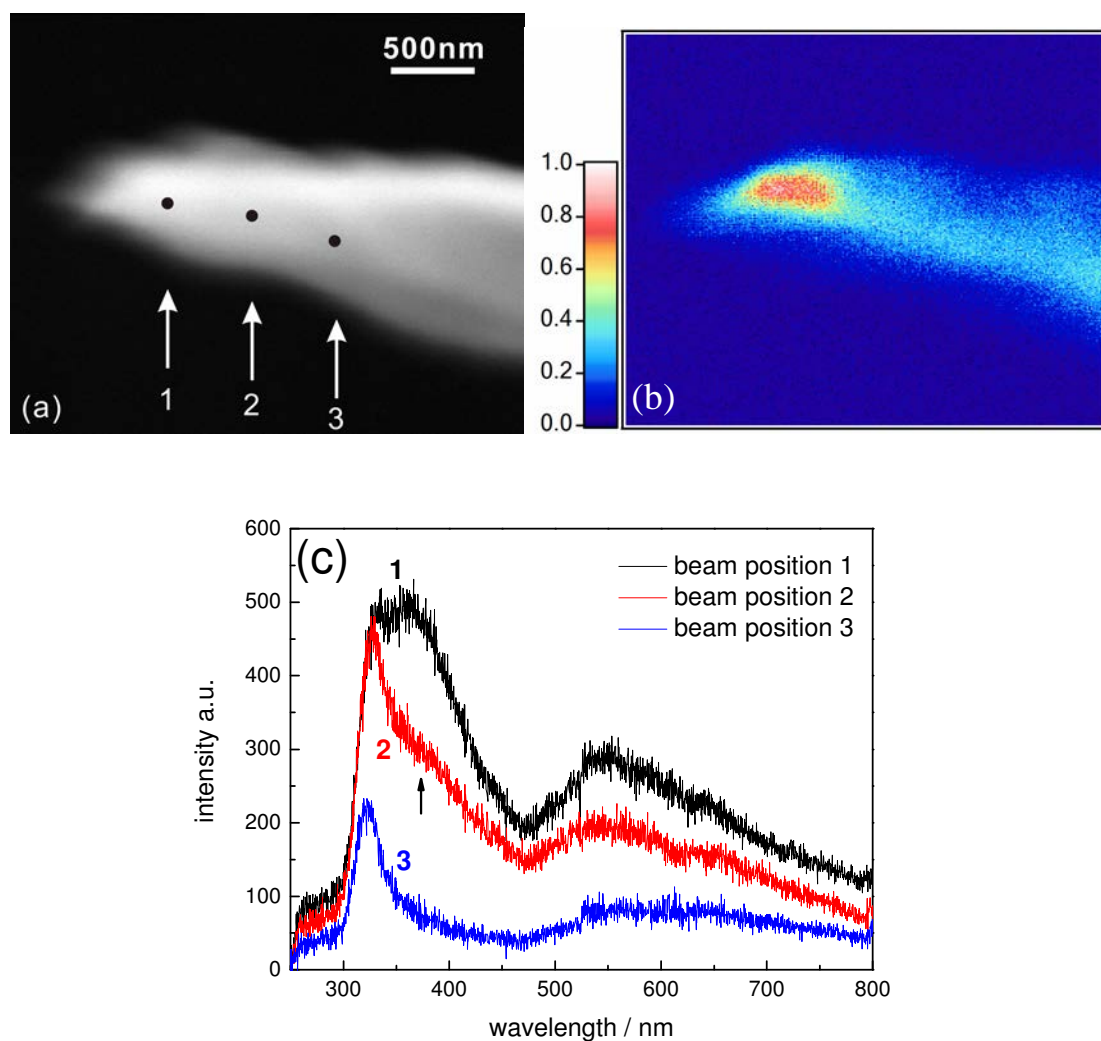 500nm
1
2
3
(a)
1.0
0.8
0.6
0.4
0.2
0.0
(b)
(c)
600
500
400
300
200
100
0
intensity a.u.
1
2
3
beam position 1
beam position 2
beam position 3
300 400 500 600 700 800
wavelength / nm